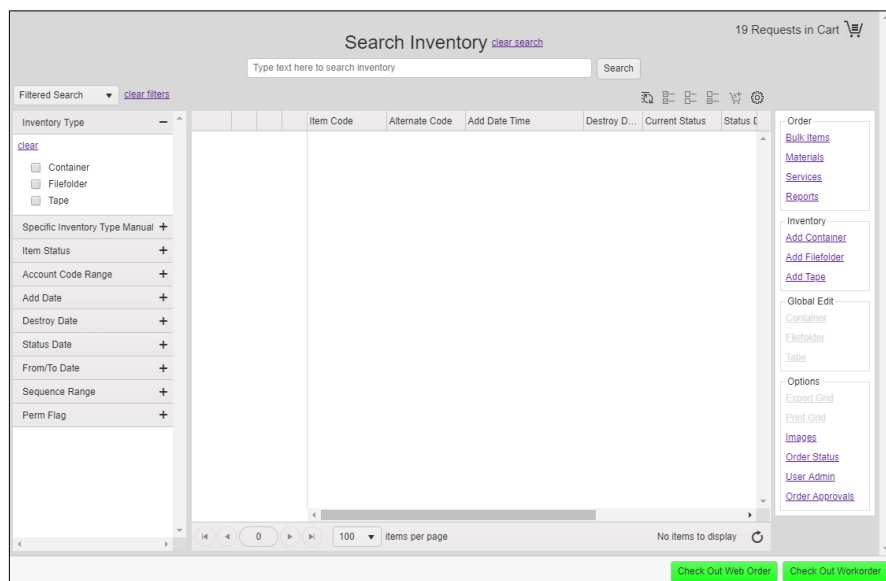 19 Requests in Cart
Search Inventory clear search
Type text here to search inventory
Search
Filtered Search
clear filters
Inventory Type
clear
Container
Filefolder
Tape
Specific Inventory Type Manual
Item Status
Account Code Range
Add Date
Destroy Date
Status Date
From/To Date
Sequence Range
Perm Flag
Item Code Alternate Code Add Date Time Destroy D... Current Status Status D
0 100 items per page No items to display
Order
Bulk Items
Materials
Services
Reports
Inventory
Add Container
Add Filefolder
Add Tape
Global Edit
Container
Filefolder
Tape
Options
Export Grid
Print Grid
Images
Order Status
User Admin
Order Approvals
Check Out Web Order Check Out Workorder